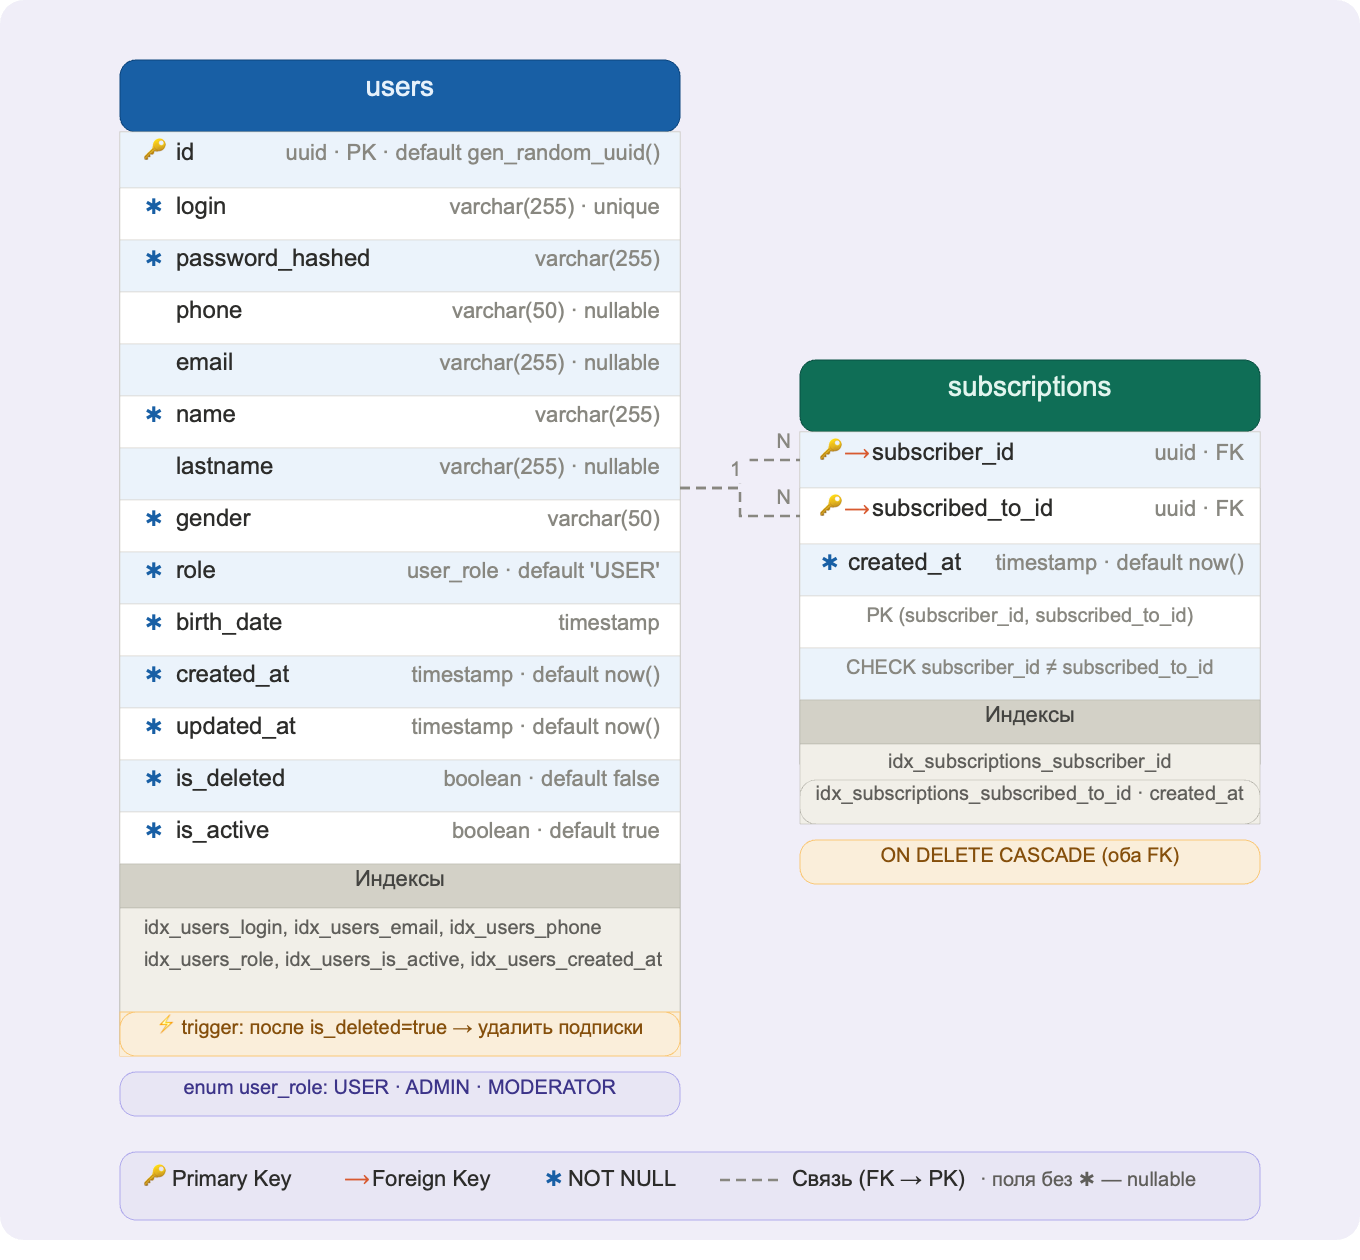 users
id uuid · PK · default gen_random_uuid()
✱ login varchar(255) · unique
✱ password_hashed varchar(255)
phone varchar(50) · nullable
email varchar(255) · nullable
✱ name varchar(255)
lastname varchar(255) · nullable
✱ gender varchar(50)
✱ role user_role · default 'USER'
✱ birth_date timestamp
✱ created_at timestamp · default now()
✱ updated_at timestamp · default now()
✱ is_deleted boolean · default false
✱ is_active boolean · default true
Индексы
idx_users_login, idx_users_email, idx_users_phone
idx_users_role, idx_users_is_active, idx_users_created_at
⚡ trigger: после is_deleted=true → удалить подписки
enum user_role: USER · ADMIN · MODERATOR
1
N
N
subscriptions
🔑→subscriber_id uuid · FK
🔑→subscribed_to_id uuid · FK
✱ created_at timestamp · default now()
PK (subscriber_id, subscribed_to_id)
CHECK subscriber_id ≠ subscribed_to_id
Индексы
idx_subscriptions_subscriber_id
idx_subscriptions_subscribed_to_id · created_at
ON DELETE CASCADE (оба FK)
🔑 Primary Key →Foreign Key ✱ NOT NULL Связь (FK → PK) · поля без ✱ — nullable